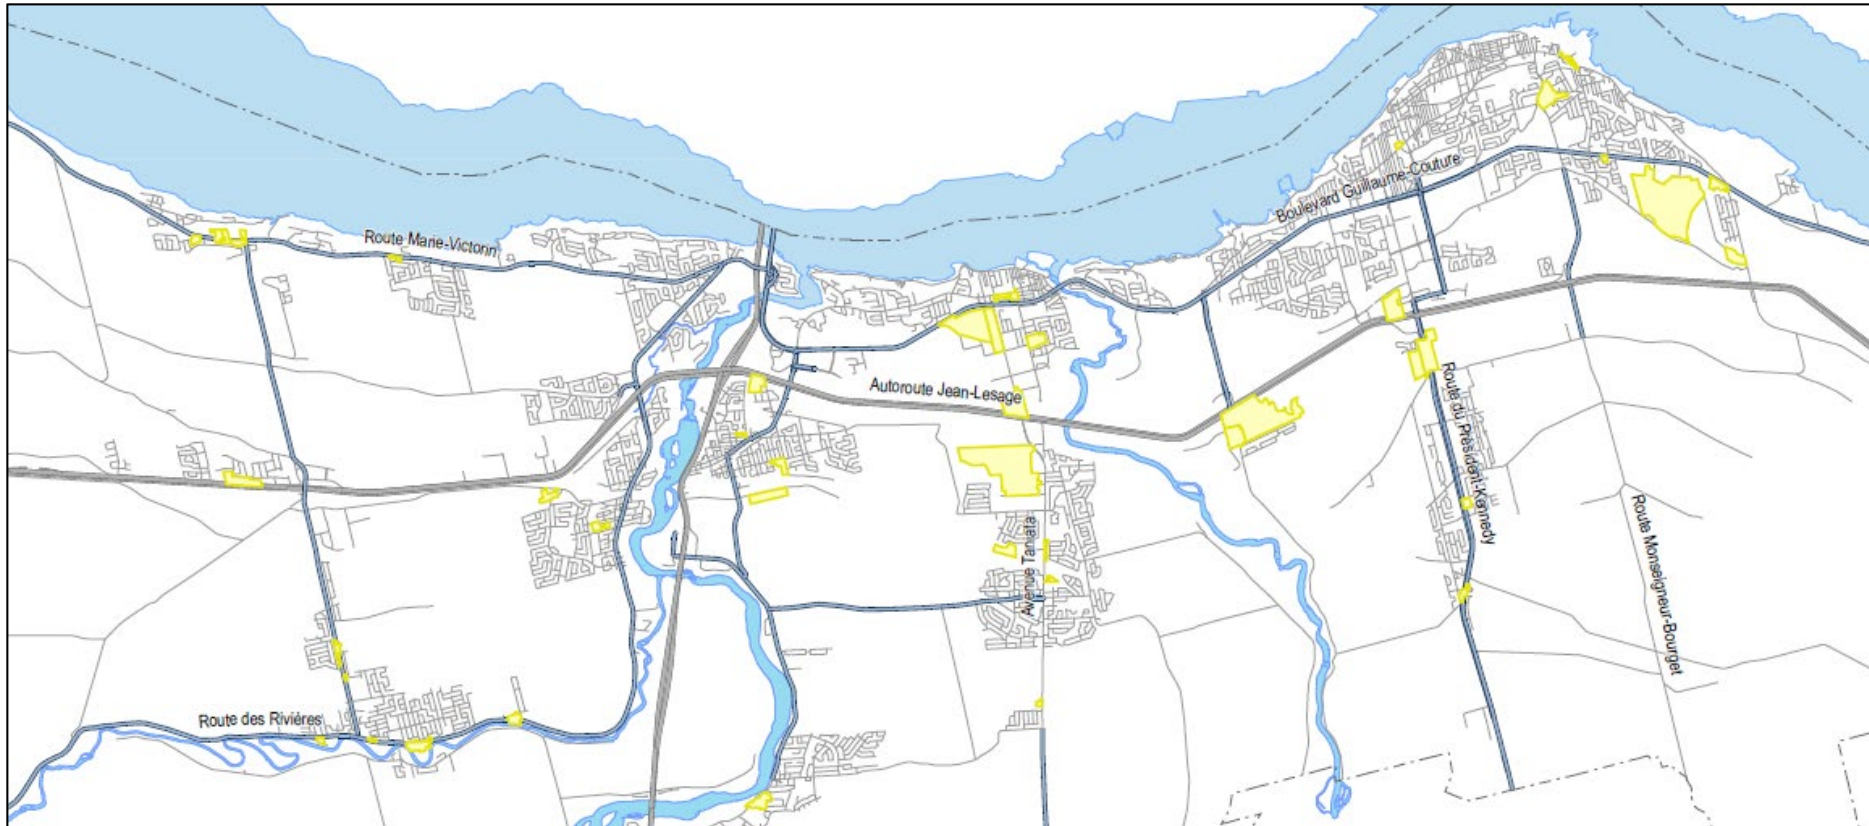 Boulevard Guillaume-Couture
Route Marie-Victorin
Autoroute Jean-Lesage
Route du Président-Kennedy
Route Monseigneur-Bourget
Avenue Taniata
Route des Rivières